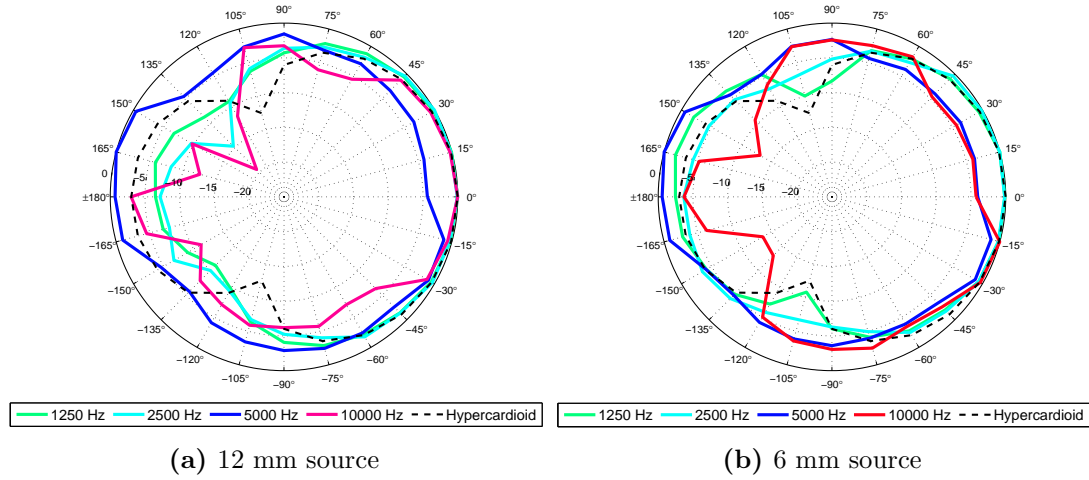 90° 90°
105° 75° 105° 75°
120° 60° 120° 60°
135° 45° 135° 45°
150° 30° 150° 30°
165° 15° 165° 15°
0 −5 −10 −15 −20 0 −5 −10 −15 −20
±180° 0° ±180° 0°
−165° −15° −165° −15°
−150° −30° −150° −30°
−135° −45° −135° −45°
−120° −60° −120° −60°
−105° −75° −105° −75°
−90° −90°
1250 Hz 2500 Hz 5000 Hz 10000 Hz Hypercardioid 1250 Hz 2500 Hz 5000 Hz 10000 Hz Hypercardioid
(a) 12 mm source (b) 6 mm source